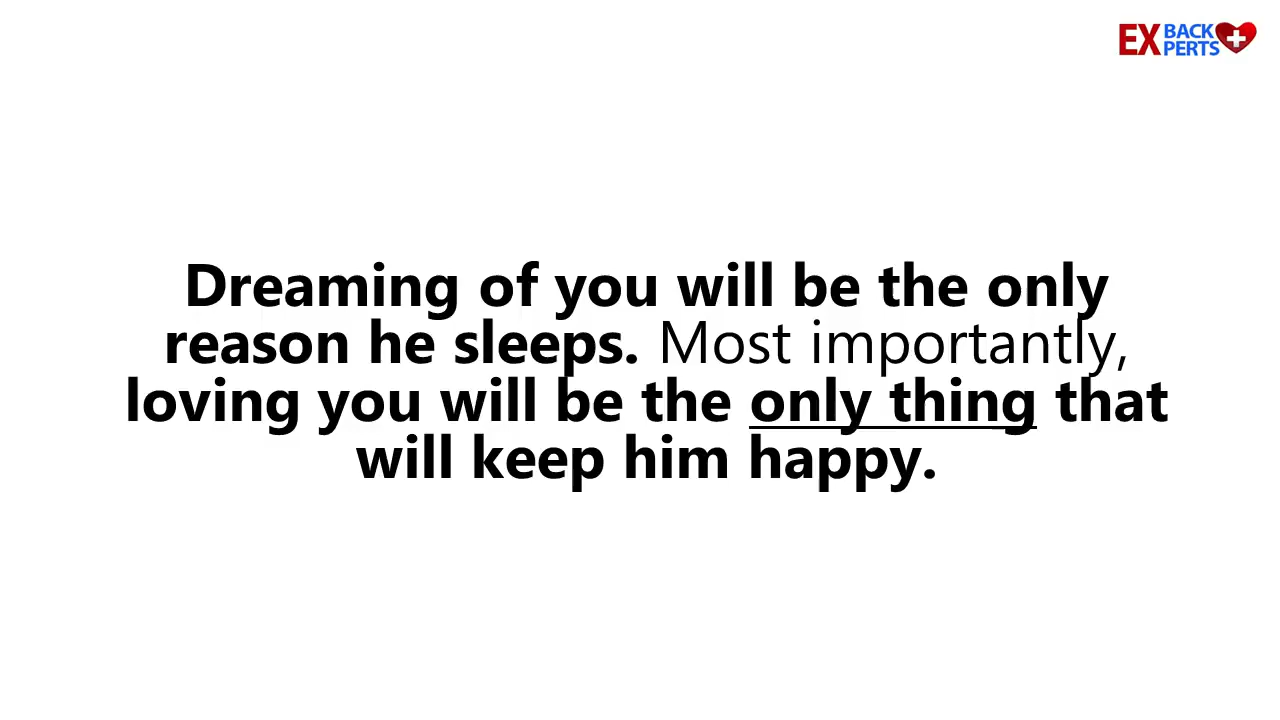 EX BACK
PERTS
Dreaming of you will be the only
reason he sleeps. Most importantly,
loving you will be the only thing that
will keep him happy.